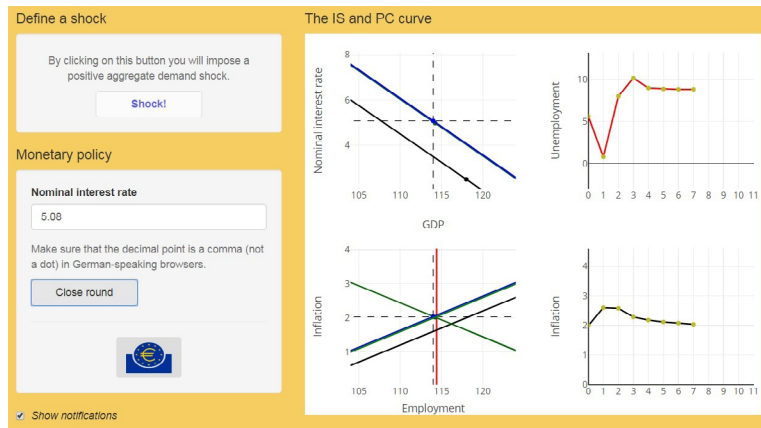 Define a shock
By clicking on this button you will impose a
positive aggregate demand shock.
Shock!
Monetary policy
Nominal interest rate
5.08
Make sure that the decimal point is a comma (not
a dot) in German-speaking browsers.
Close round
Show notifications
The IS and PC curve
Nominal interest rate
8
6
4
105 110 115 120
GDP
Unemployment
10
5
0
0 1 2 3 4 5 6 7 8 9 10 11
Inflation
4
3
2
1
105 110 115 120
Employment
Inflation
4
3
2
1
0
0 1 2 3 4 5 6 7 8 9 10 11